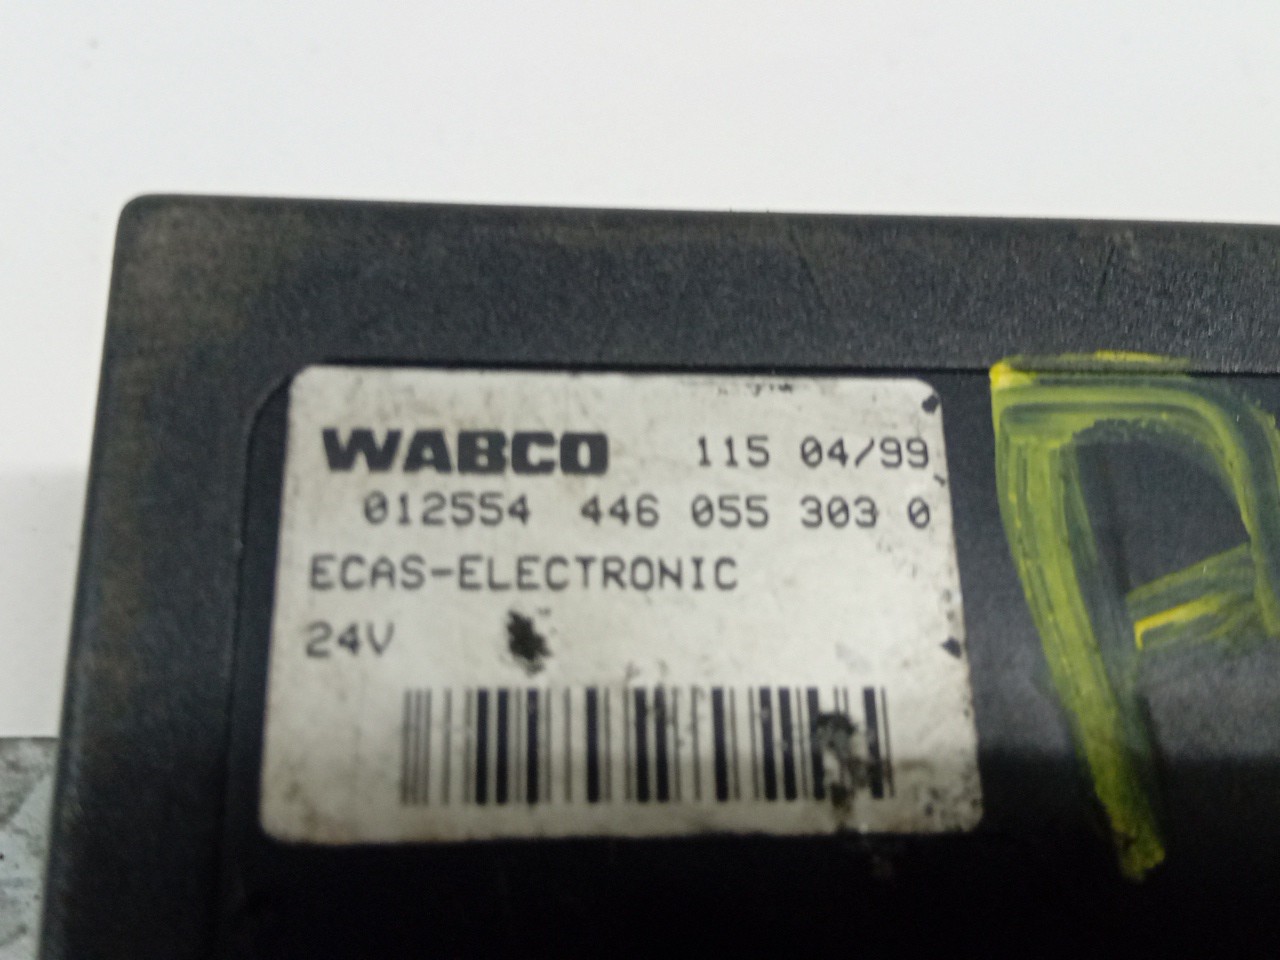 WABCO 115 04/99
012554 446 055 303 0
ECAS-ELECTRONIC
24V